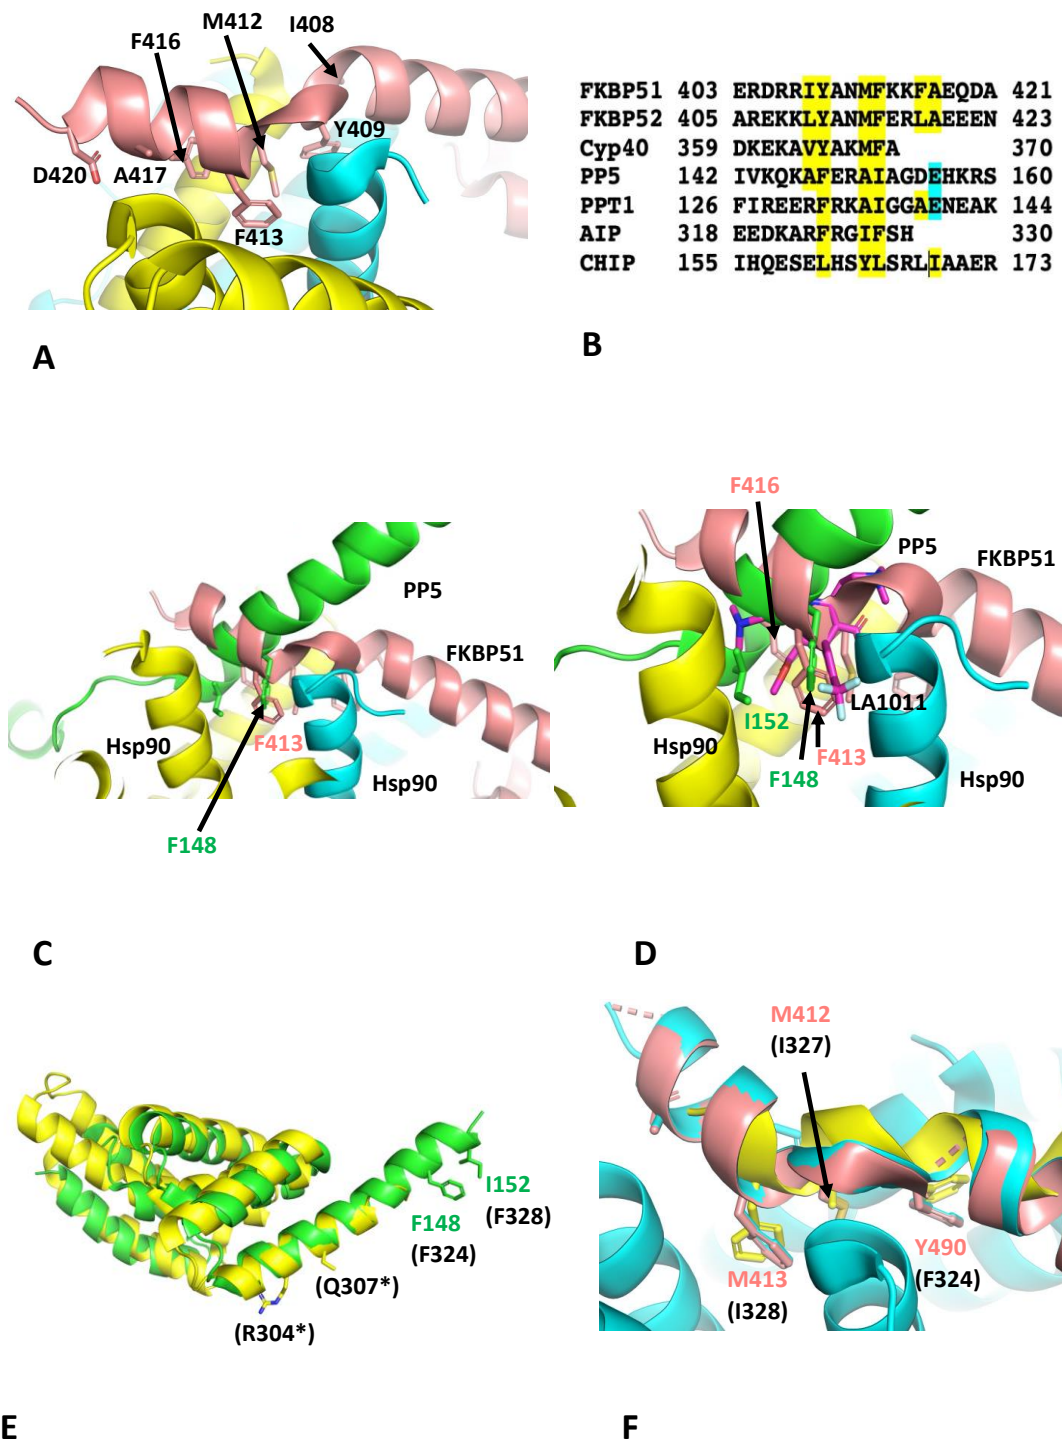 M412
I408
F416
Y409
D420
A417
F413
A
FKBP51 403 ERDRRIYANMFKKFAEQDA 421
FKBP52 405 AREKKLYANMFERLAEEEN 423
Cyp40 359 DKEKAVYAKMFA 370
PP5 142 IVKQKAFERAIAGDEHKRS 160
PPT1 126 FIREERFRKAIGGAENEAK 144
AIP 318 EEDKARFRGIFSH 330
CHIP 155 IHQESELHSYLSRLIAAER 173
B
PP5
FKBP51
Hsp90
F413
Hsp90
F148
C
F416
PP5
FKBP51
I152
LA1011
Hsp90
F413
F148
Hsp90
D
I152
(F328)
F148
(F324)
(Q307*)
(R304*)
E
M412
(I327)
Y490
(F324)
M413
(I328)
F